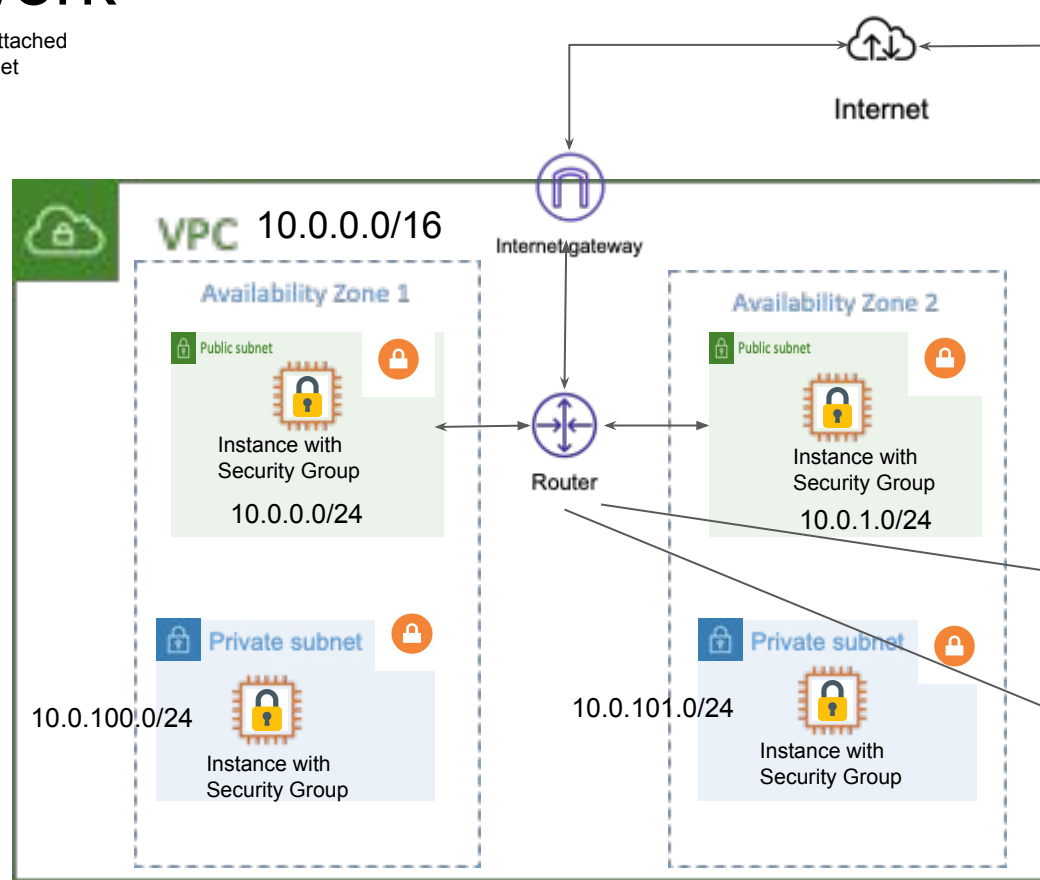 ttached
et
Internet
VPC 10.0.0.0/16
Internet gateway
Availability Zone 1
Availability Zone 2
Public subnet
Public subnet
Instance with
Security Group
10.0.0.0/24
Router
Instance with
Security Group
10.0.1.0/24
Private subnet
Private subnet
10.0.100.0/24
10.0.101.0/24
Instance with
Security Group
Instance with
Security Group